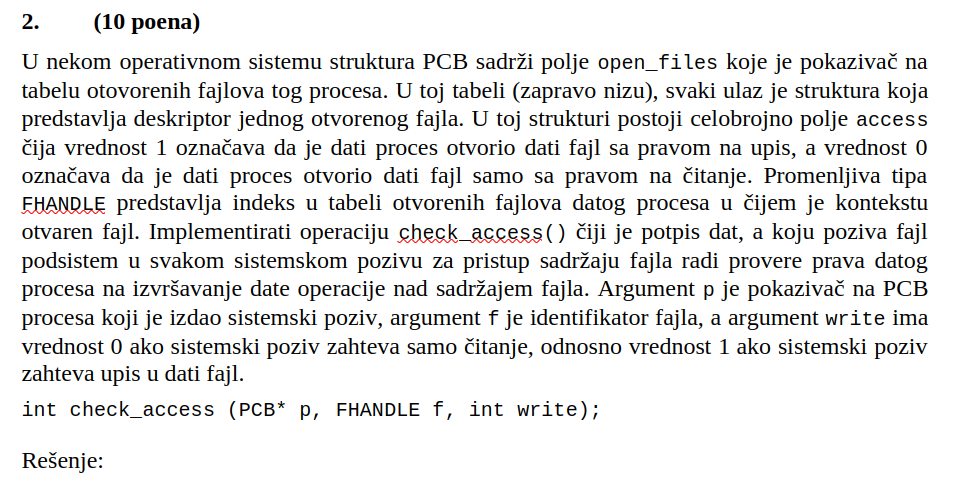 2. (10 poena)
U nekom operativnom sistemu struktura PCB sadrži polje open_files koje je pokazivač na
tabelu otovorenih fajlova tog procesa. U toj tabeli (zapravo nizu), svaki ulaz je struktura koja
predstavlja deskriptor jednog otvorenog fajla. U toj strukturi postoji celobrojno polje access
čija vrednost 1 označava da je dati proces otvorio dati fajl sa pravom na upis, a vrednost 0
označava da je dati proces otvorio dati fajl samo sa pravom na čitanje. Promenljiva tipa
FHANDLE predstavlja indeks u tabeli otvorenih fajlova datog procesa u čijem je kontekstu
otvaren fajl. Implementirati operaciju check_access() čiji je potpis dat, a koju poziva fajl
podsistem u svakom sistemskom pozivu za pristup sadržaju fajla radi provere prava datog
procesa na izvršavanje date operacije nad sadržajem fajla. Argument p je pokazivač na PCB
procesa koji je izdao sistemski poziv, argument f je identifikator fajla, a argument write ima
vrednost 0 ako sistemski poziv zahteva samo čitanje, odnosno vrednost 1 ako sistemski poziv
zahteva upis u dati fajl.
int check_access (PCB* p, FHANDLE f, int write);
Rešenje: